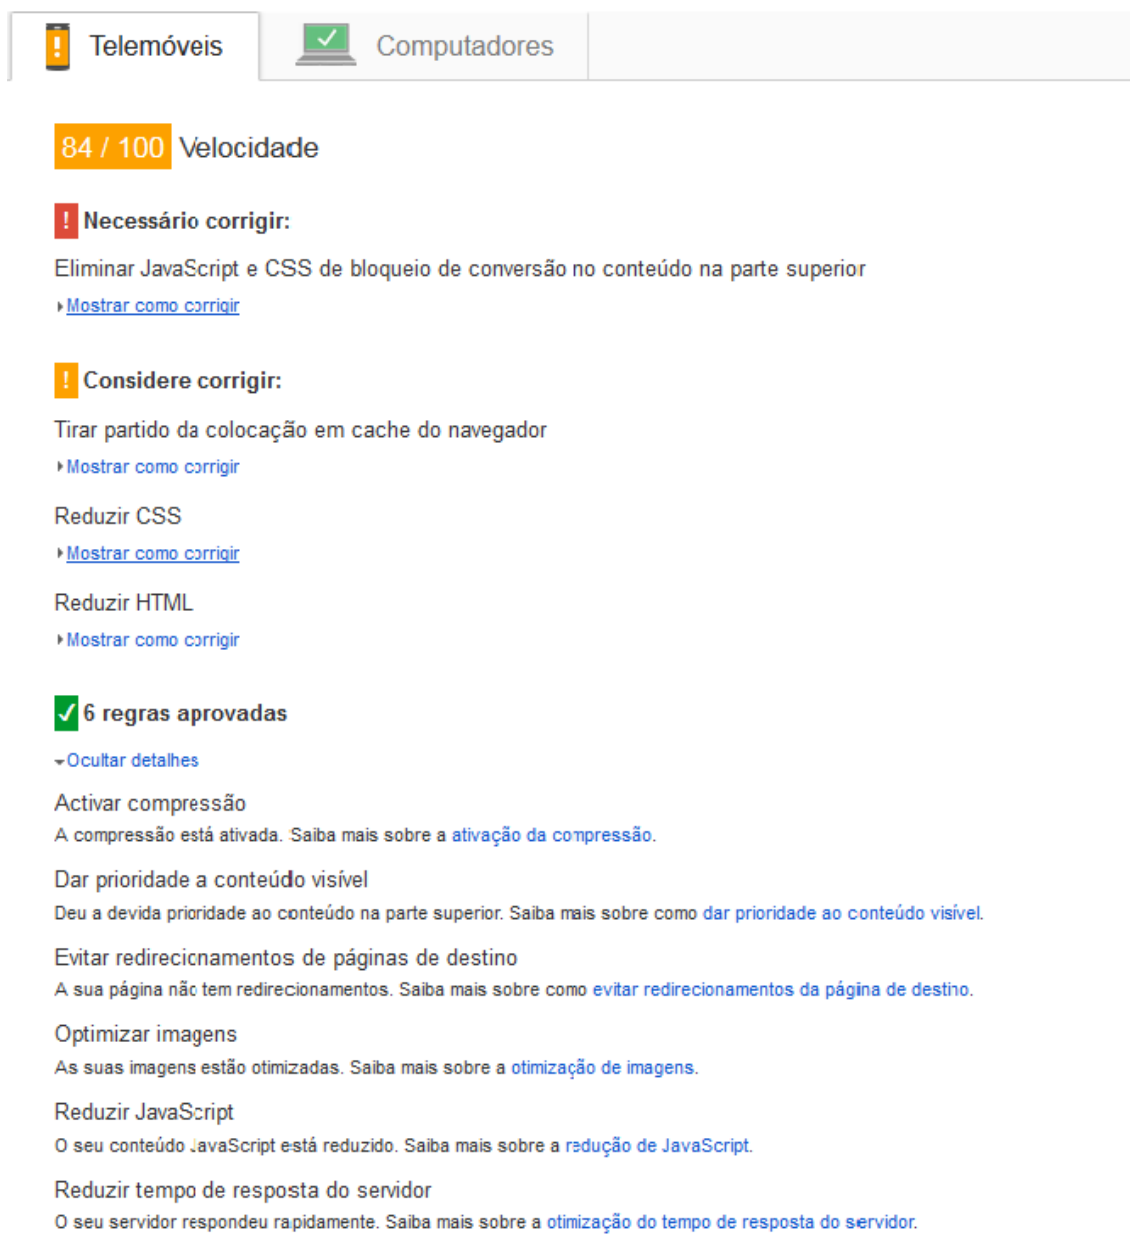 Telemóveis
Computadores
84 / 100 Velocidade
! Necessário corrigir:
Eliminar JavaScript e CSS de bloqueio de conversão no conteúdo na parte superior
Mostrar como corrigir
! Considere corrigir:
Tirar partido da colocação em cache do navegador
Mostrar como corrigir
Reduzir CSS
Mostrar como corrigir
Reduzir HTML
Mostrar como corrigir
6 regras aprovadas
Ocultar detalhes
Activar compressão
A compressão está ativada. Saiba mais sobre a ativação da compressão.
Dar prioridade a conteúdo visível
Deu a devida prioridade ao conteúdo na parte superior. Saiba mais sobre como dar prioridade ao conteúdo visível.
Evitar redirecionamentos de páginas de destino
A sua página não tem redirecionamentos. Saiba mais sobre como evitar redirecionamentos da página de destino.
Optimizar imagens
As suas imagens estão otimizadas. Saiba mais sobre a otimização de imagens.
Reduzir JavaScript
O seu conteúdo JavaScript está reduzido. Saiba mais sobre a redução de JavaScript.
Reduzir tempo de resposta do servidor
O seu servidor respondeu rapidamente. Saiba mais sobre a otimização do tempo de resposta do servidor.